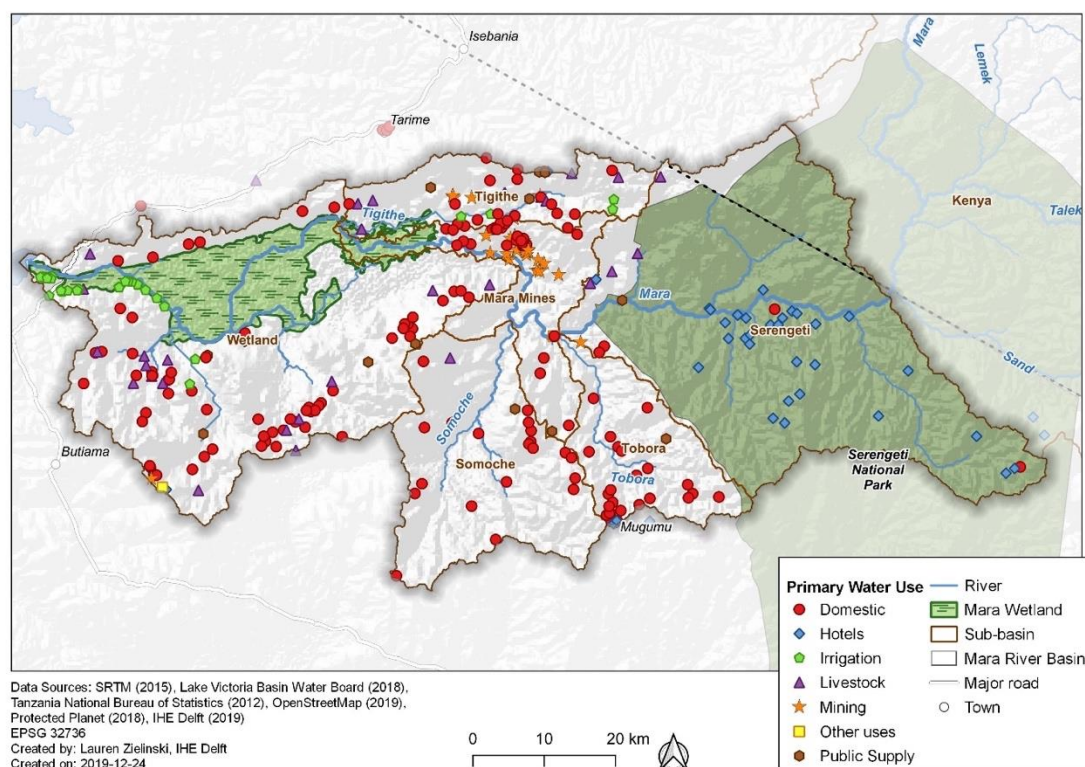 Isebania
Mara
Lemek
Tarime
Tigithe
Kenya
Talek
Tigithe
Mara Mines
Mara
Serengeti
Wetland
Sand
Somoche
Butiama
Somoche
Tobora
Tobora
Serengeti
National
Park
Mugumu
Primary Water Use
Domestic
Hotels
Irrigation
Livestock
Mining
Other uses
Public Supply
River
Mara Wetland
Sub-basin
Mara River Basin
Major road
Town
Data Sources: SRTM (2015), Lake Victoria Basin Water Board (2018),
Tanzania National Bureau of Statistics (2012), OpenStreetMap (2019),
Protected Planet (2018), IHE Delft (2019)
EPSG 32736
Created by: Lauren Zielinski, IHE Delft
Created on: 2019-12-24
0 10 20 km